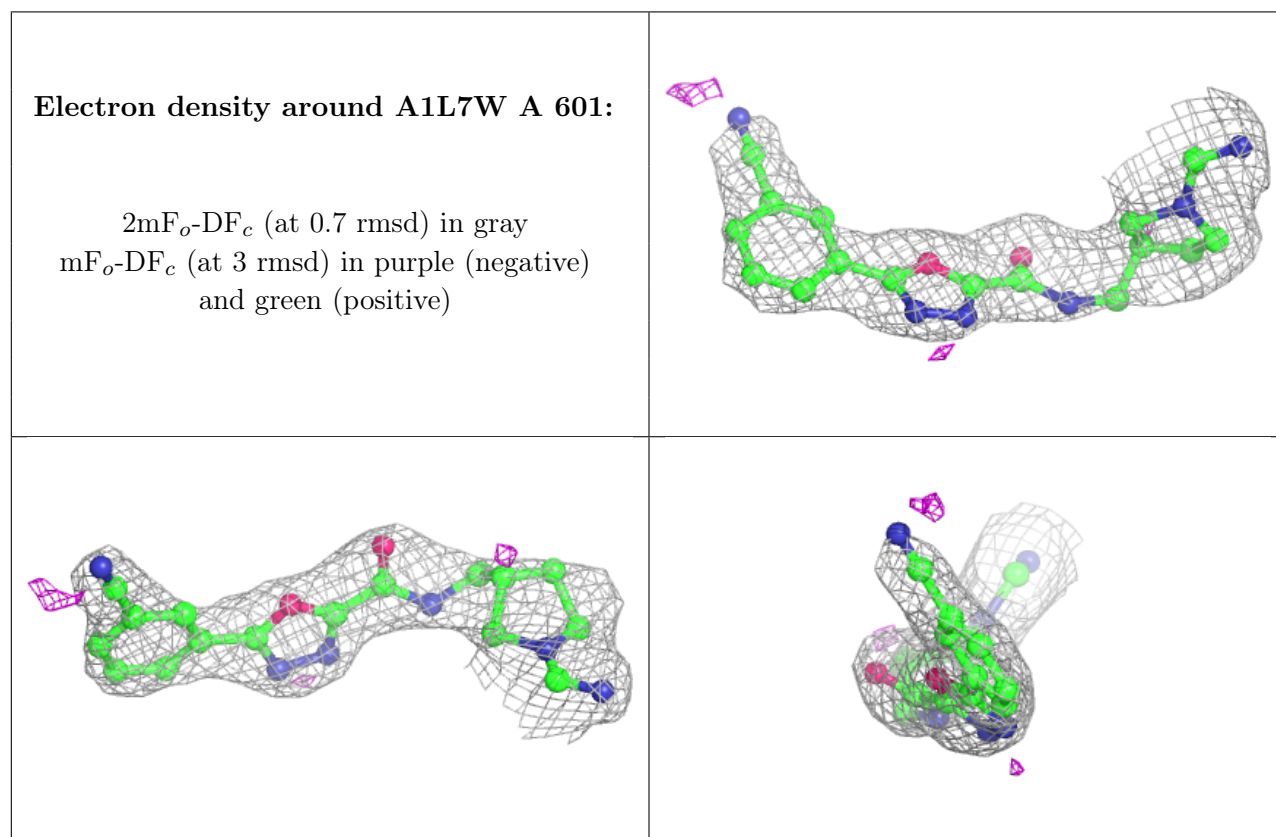 Electron density around A1L7W A 601:
2mFₒ-DF𝑐 (at 0.7 rmsd) in gray
mFₒ-DF𝑐 (at 3 rmsd) in purple (negative)
and green (positive)